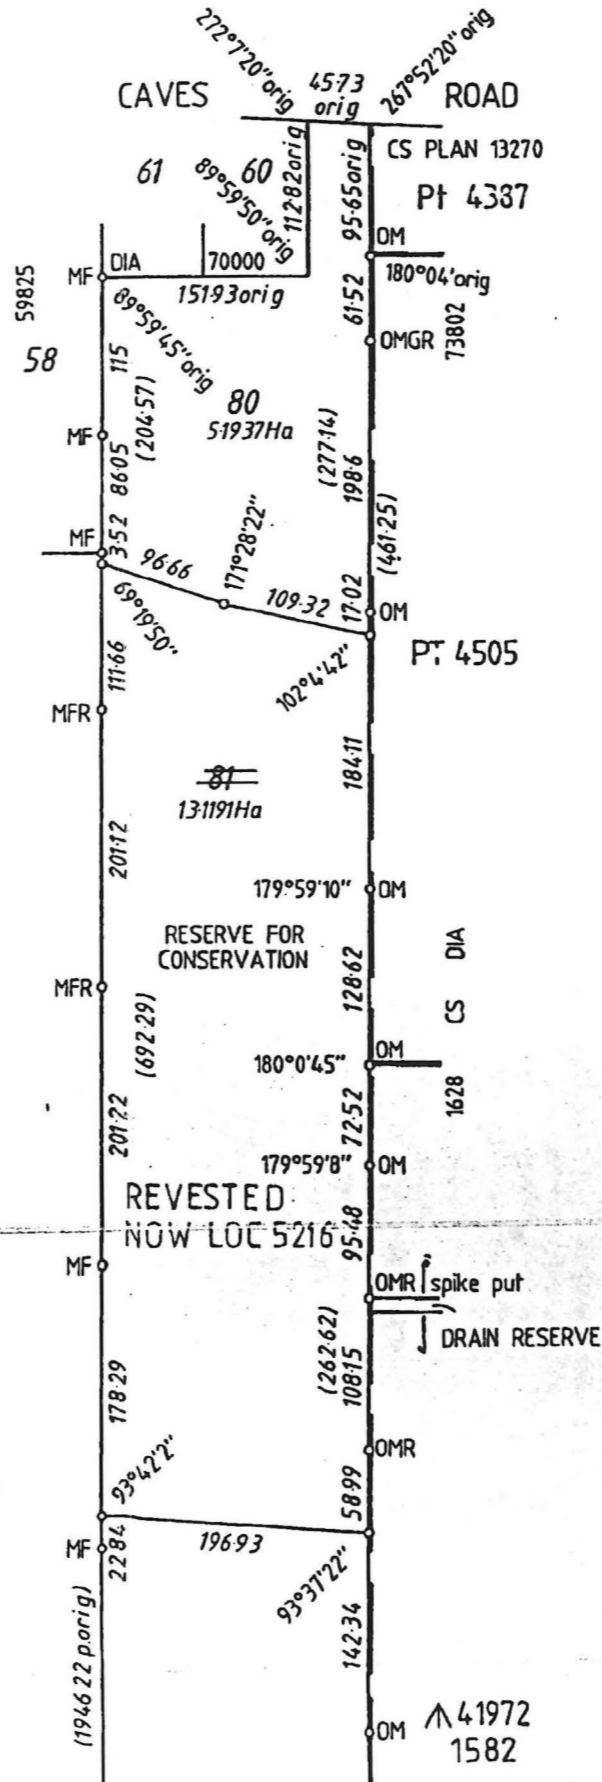 272°7'20"orig
45·73
orig
267°52'20"orig
CAVES
ROAD
CS PLAN 13270
61
60
89°59'50"orig
112·82orig
95·65orig
Pt 4387
OM
180°04'orig
MF
DIA
70000
151·93orig
59825
89°59'45"orig
61·52
OMGR
73802
58
115
(204·57)
80
5·1937Ha
(277·14)
198·6
MF
86·05
(461·25)
MF
3·52
96·66
171°28'22"
109·32
17·02
OM
69°19'50"
102°4'42"
PT 4505
111·66
MFR
81
13·1191Ha
184·11
201·12
179°59'10"
OM
RESERVE FOR
CONSERVATION
128·62
CS DIA
MFR
(692·29)
180°0'45"
OM
1628
201·22
72·52
179°59'8"
OM
REVESTED
NOW LOC 5216
95·48
MF
OMR
spike put
DRAIN RESERVE
(262·62)
108·15
178·29
OMR
93°42'2"
58·99
MF
22·84
196·93
93°37'22"
142·34
(1946·22 p.orig)
OM
41972
1582